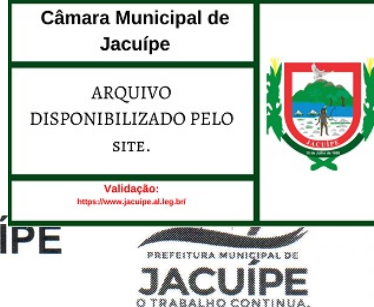 Câmara Municipal de
Jacuípe
ARQUIVO
DISPONIBILIZADO PELO
SITE.
Validação:
https://www.jacuipe.al.leg.br/
JACUÍPE
ÍPE
PREFEITURA MUNICIPAL DE
JACUÍPE
O TRABALHO CONTINUA.